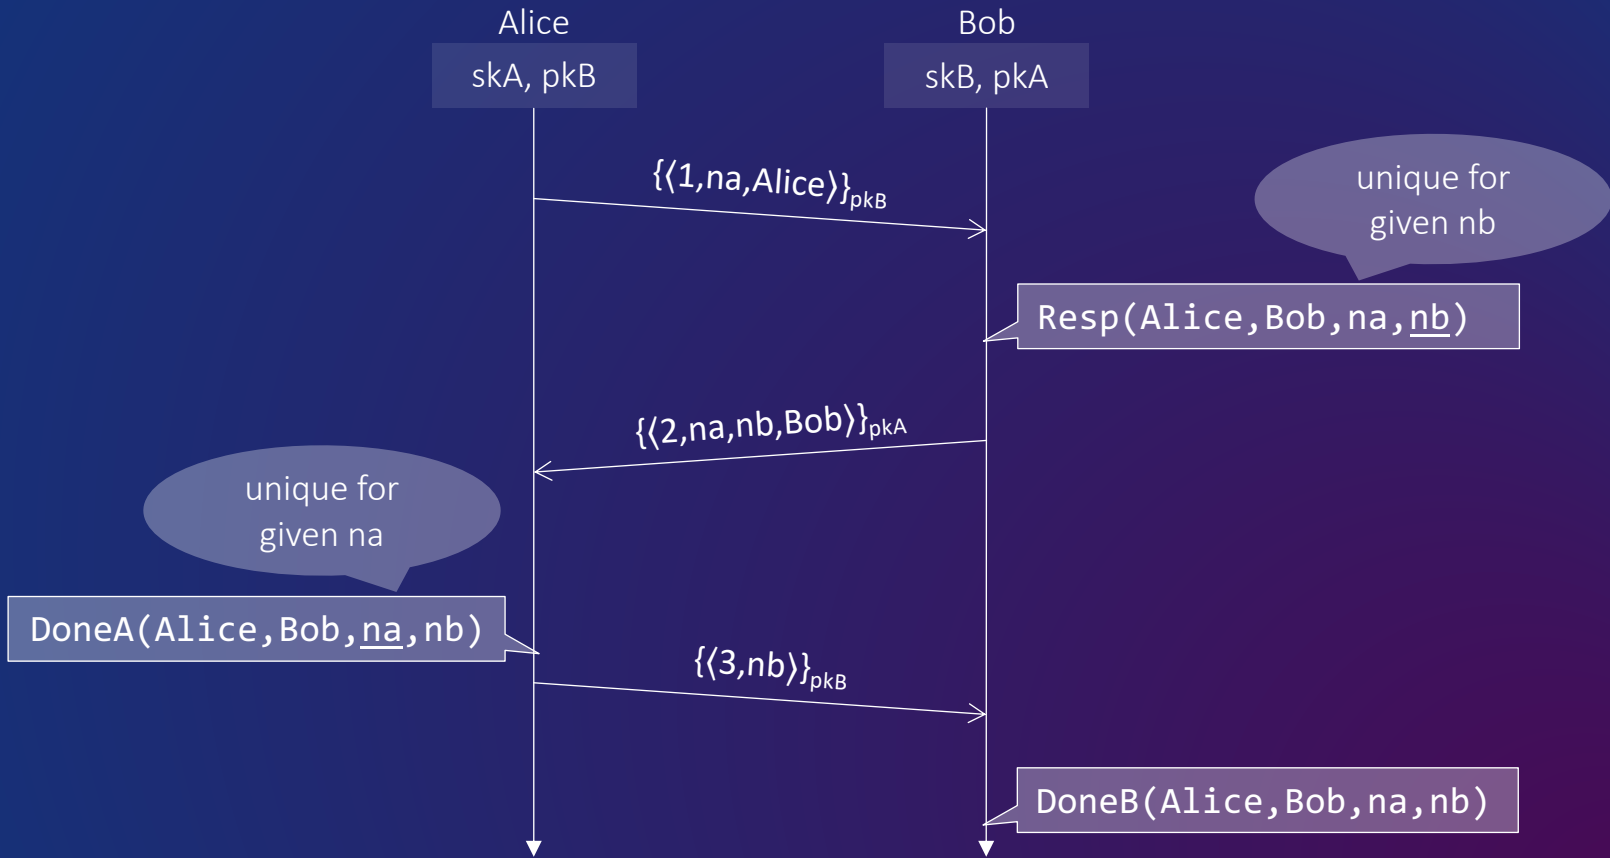 Alice
Bob
skA, pkB
skB, pkA
{⟨1,na,Alice⟩}pkB
unique for
given nb
Resp(Alice,Bob,na,nb)
{⟨2,na,nb,Bob⟩}pkA
unique for
given na
DoneA(Alice,Bob,na,nb)
{⟨3,nb⟩}pkB
DoneB(Alice,Bob,na,nb)